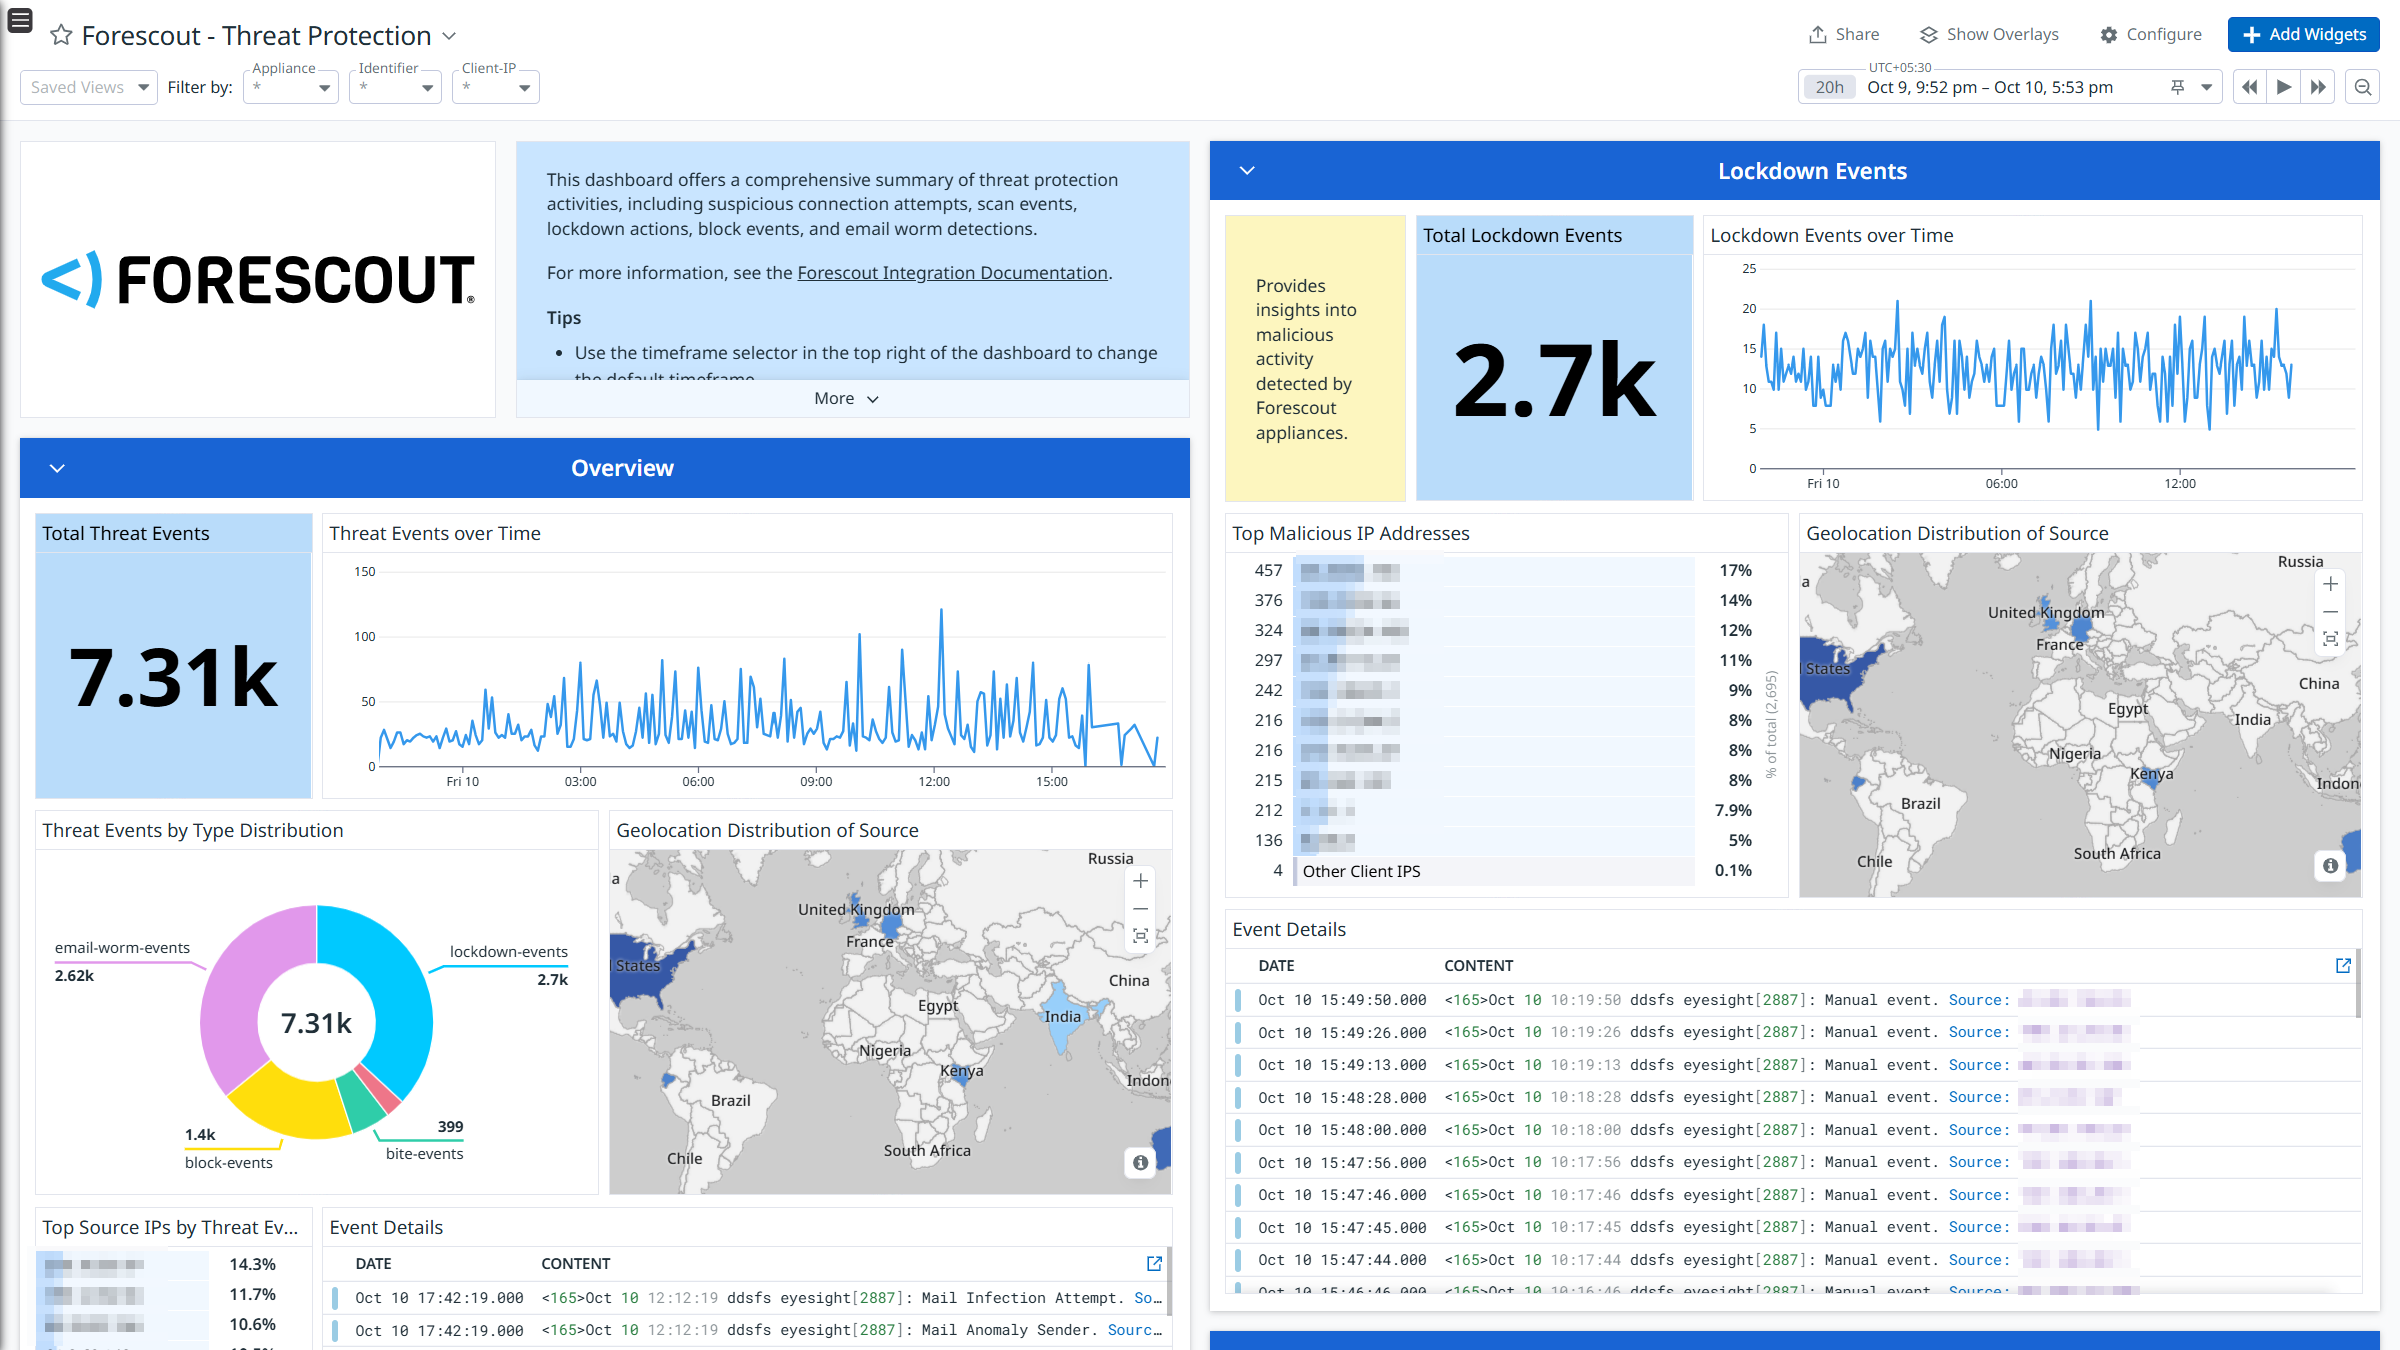 Forescout - Threat Protection
Share
Show Overlays
Configure
Add Widgets
Saved Views
Filter by:
Appliance
*
Identifier
*
Client-IP
*
UTC+05:30
20h
Oct 9, 9:52 pm – Oct 10, 5:53 pm
FORESCOUT®
This dashboard offers a comprehensive summary of threat protection
activities, including suspicious connection attempts, scan events,
lockdown actions, block events, and email worm detections.
For more information, see the Forescout Integration Documentation.
Tips
• Use the timeframe selector in the top right of the dashboard to change
the default timeframe
More
Overview
Total Threat Events
7.31k
Threat Events over Time
150
100
50
0
Fri 10
03:00
06:00
09:00
12:00
15:00
Threat Events by Type Distribution
email-worm-events
2.62k
lockdown-events
2.7k
7.31k
1.4k
block-events
399
bite-events
Geolocation Distribution of Source
Russia
a
United Kingdom
France
States
China
Egypt
India
Nigeria
Kenya
Indon
Brazil
South Africa
Chile
Top Source IPs by Threat Ev...
14.3%
11.7%
10.6%
Event Details
DATE CONTENT
Oct 10 17:42:19.000 <165>Oct 10 12:12:19 ddsfs eyesight[2887]: Mail Infection Attempt. So…
Oct 10 17:42:19.000 <165>Oct 10 12:12:19 ddsfs eyesight[2887]: Mail Anomaly Sender. Sourc…
Lockdown Events
Provides
insights into
malicious
activity
detected by
Forescout
appliances.
Total Lockdown Events
2.7k
Lockdown Events over Time
25
20
15
10
5
0
Fri 10
06:00
12:00
Top Malicious IP Addresses
457 17%
376 14%
324 12%
297 11%
242 9%
216 8%
216 8%
215 8%
212 7.9%
136 5%
4 Other Client IPS 0.1%
% of total (2,695)
Geolocation Distribution of Source
Russia
a
United Kingdom
France
States
China
Egypt
India
Nigeria
Kenya
Indon
Brazil
South Africa
Chile
Event Details
DATE CONTENT
Oct 10 15:49:50.000 <165>Oct 10 10:19:50 ddsfs eyesight[2887]: Manual event. Source:
Oct 10 15:49:26.000 <165>Oct 10 10:19:26 ddsfs eyesight[2887]: Manual event. Source:
Oct 10 15:49:13.000 <165>Oct 10 10:19:13 ddsfs eyesight[2887]: Manual event. Source:
Oct 10 15:48:28.000 <165>Oct 10 10:18:28 ddsfs eyesight[2887]: Manual event. Source:
Oct 10 15:48:00.000 <165>Oct 10 10:18:00 ddsfs eyesight[2887]: Manual event. Source:
Oct 10 15:47:56.000 <165>Oct 10 10:17:56 ddsfs eyesight[2887]: Manual event. Source:
Oct 10 15:47:46.000 <165>Oct 10 10:17:46 ddsfs eyesight[2887]: Manual event. Source:
Oct 10 15:47:45.000 <165>Oct 10 10:17:45 ddsfs eyesight[2887]: Manual event. Source:
Oct 10 15:47:44.000 <165>Oct 10 10:17:44 ddsfs eyesight[2887]: Manual event. Source:
Oct 10 15:46:46.000 <165>Oct 10 10:16:46 ddsfs eyesight[2887]: Manual event. Source: